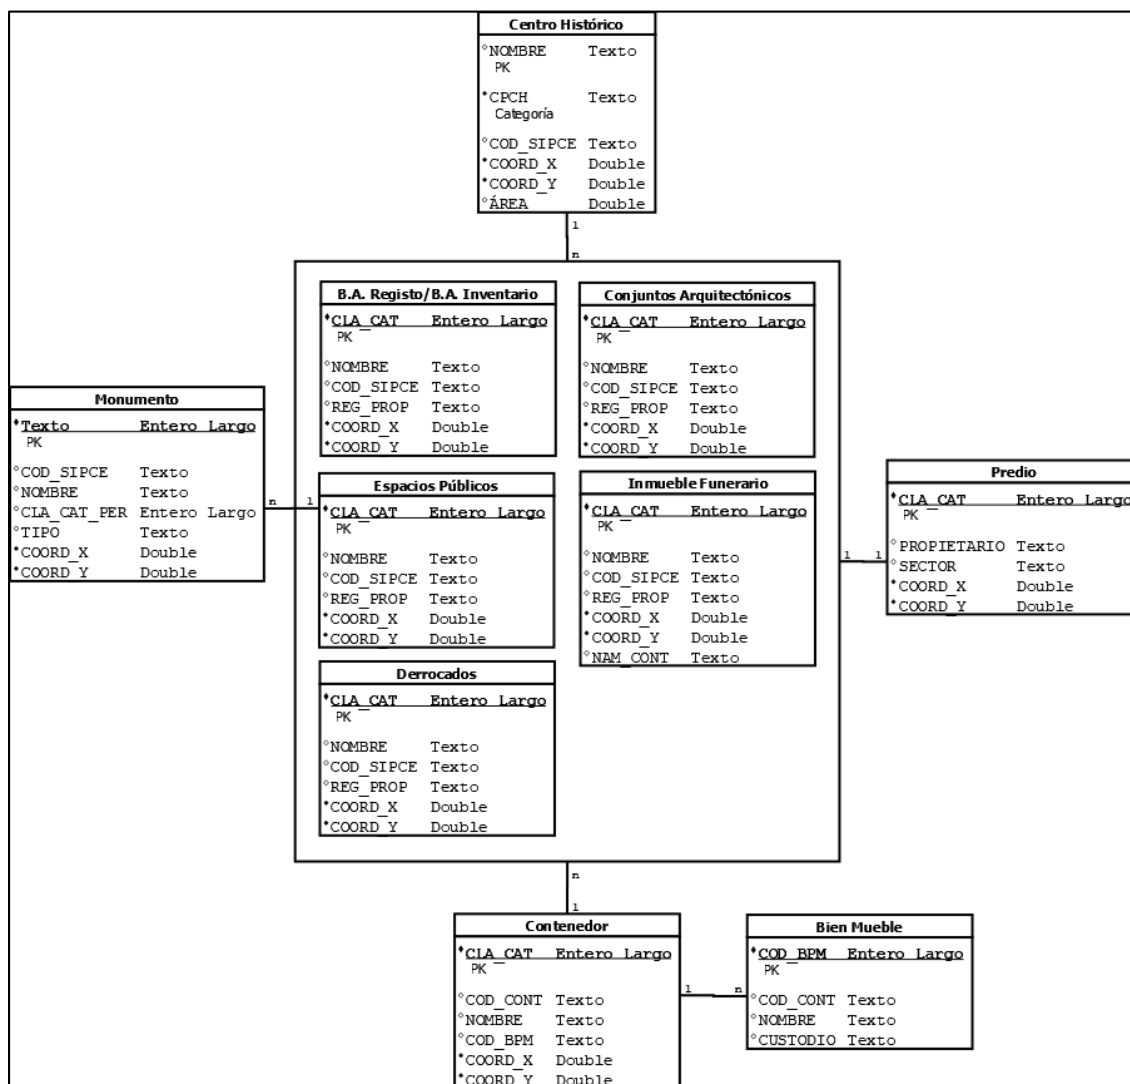 Centro Histórico
NOMBRE Texto
PK
CPCH Texto
Categoría
COD_SIPCE Texto
COORD_X Double
COORD_Y Double
ÁREA Double
1
n
B.A. Registo/B.A. Inventario
CLA_CAT Entero Largo
PK
NOMBRE Texto
COD_SIPCE Texto
REG_PROP Texto
COORD_X Double
COORD_Y Double
Conjuntos Arquitectónicos
CLA_CAT Entero Largo
PK
NOMBRE Texto
COD_SIPCE Texto
REG_PROP Texto
COORD_X Double
COORD_Y Double
Monumento
Texto Entero Largo
PK
COD_SIPCE Texto
NOMBRE Texto
CLA_CAT_PER Entero Largo
TIPO Texto
COORD_X Double
COORD_Y Double
n
1
Espacios Públicos
CLA_CAT Entero Largo
PK
NOMBRE Texto
COD_SIPCE Texto
REG_PROP Texto
COORD_X Double
COORD_Y Double
Inmueble Funerario
CLA_CAT Entero Largo
PK
NOMBRE Texto
COD_SIPCE Texto
REG_PROP Texto
COORD_X Double
COORD_Y Double
NAM_CONT Texto
1
1
Predio
CLA_CAT Entero Largo
PK
PROPIETARIO Texto
SECTOR Texto
COORD_X Double
COORD_Y Double
Derrocados
CLA_CAT Entero Largo
PK
NOMBRE Texto
COD_SIPCE Texto
REG_PROP Texto
COORD_X Double
COORD_Y Double
n
1
Contenedor
CLA_CAT Entero Largo
PK
COD_CONT Texto
NOMBRE Texto
COD_BPM Texto
COORD_X Double
COORD_Y Double
1
n
Bien Mueble
COD_BPM Entero Largo
PK
COD_CONT Texto
NOMBRE Texto
CUSTODIO Texto